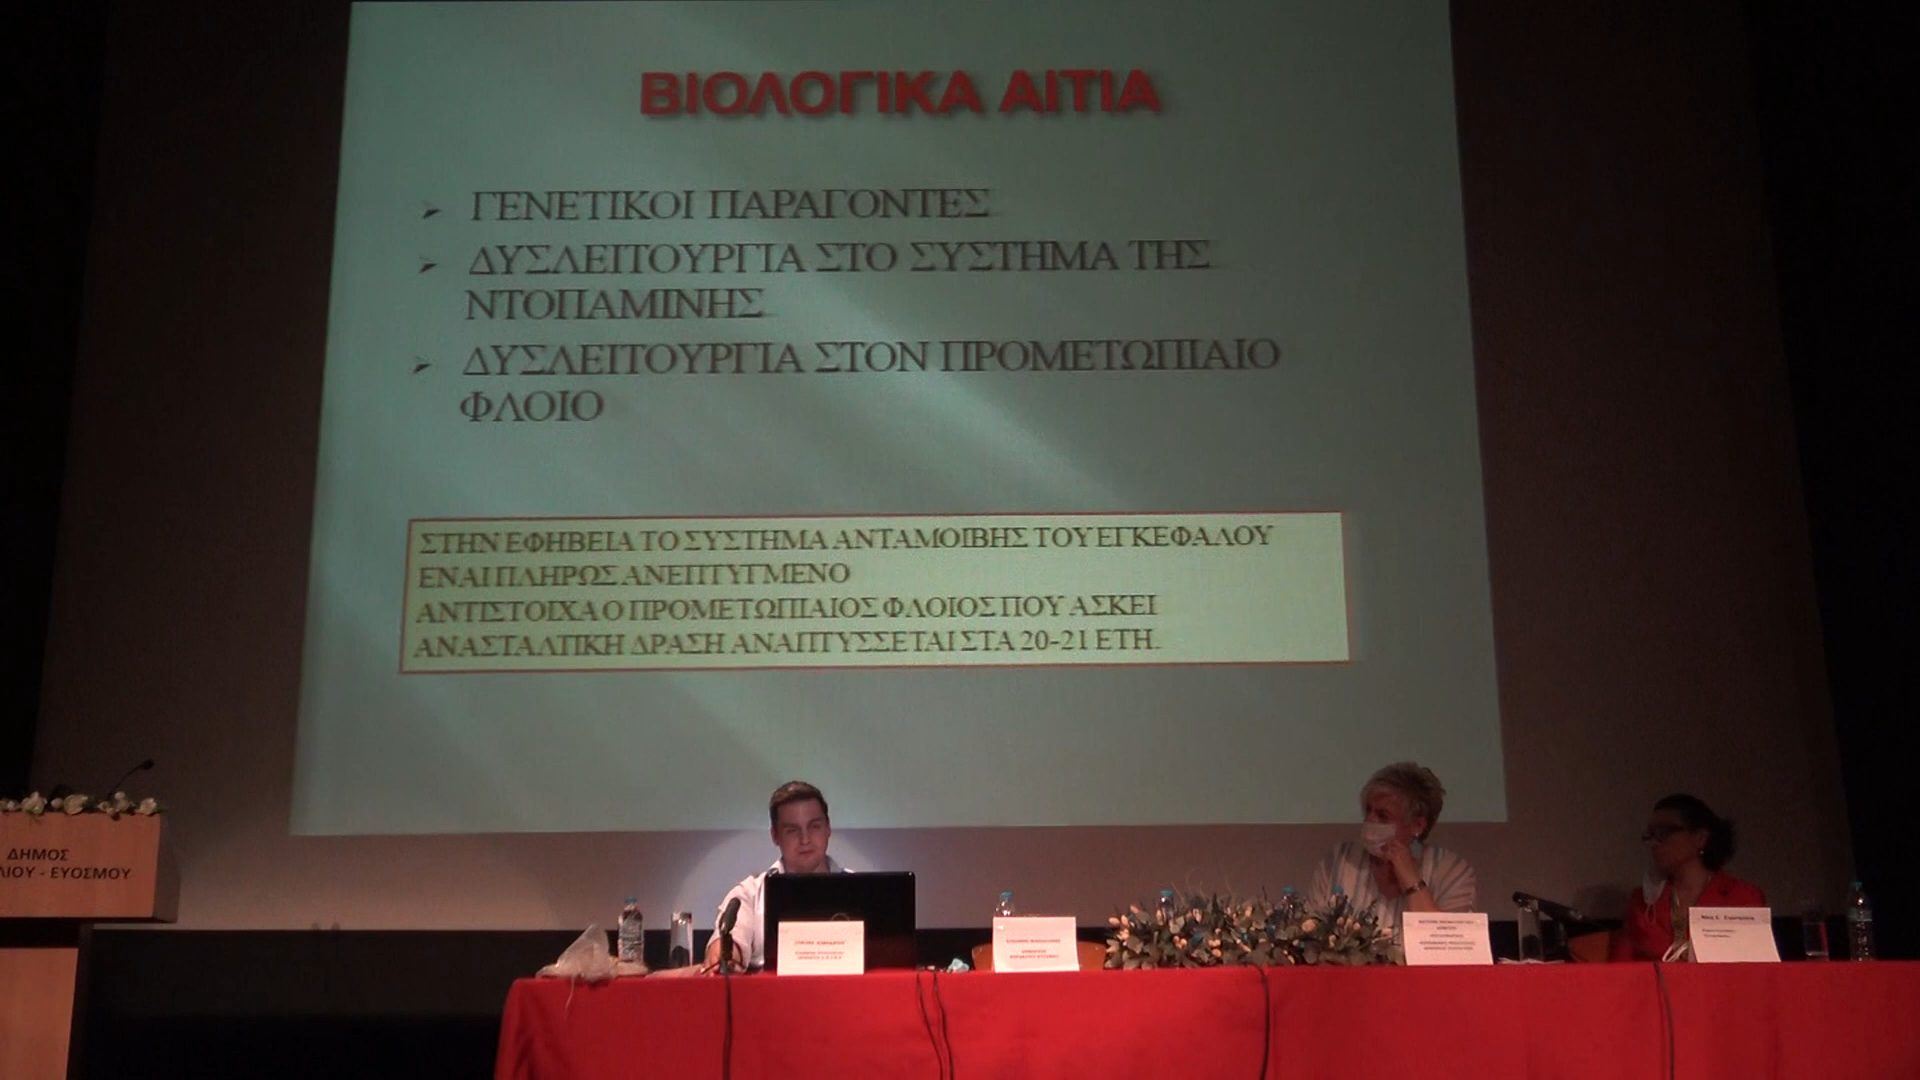 ΒΙΟΛΟΓΙΚΑ ΑΙΤΙΑ
➢ ΓΕΝΕΤΙΚΟΙ ΠΑΡΑΓΟΝΤΕΣ
➢ ΔΥΣΛΕΙΤΟΥΡΓΙΑ ΣΤΟ ΣΥΣΤΗΜΑ ΤΗΣ
ΝΤΟΠΑΜΙΝΗΣ
➢ ΔΥΣΛΕΙΤΟΥΡΓΙΑ ΣΤΟΝ ΠΡΟΜΕΤΩΠΙΑΙΟ
ΦΛΟΙΟ
ΣΤΗΝ ΕΦΗΒΕΙΑ ΤΟ ΣΥΣΤΗΜΑ ΑΝΤΑΜΟΙΒΗΣ ΤΟΥ ΕΓΚΕΦΑΛΟΥ
ΕΝΑΙ ΠΛΗΡΩΣ ΑΝΕΠΤΥΓΜΕΝΟ
ΑΝΤΙΣΤΟΙΧΑ Ο ΠΡΟΜΕΤΩΠΙΑΙΟΣ ΦΛΟΙΟΣ ΠΟΥ ΑΣΚΕΙ
ΑΝΑΣΤΑΛΤΙΚΗ ΔΡΑΣΗ ΑΝΑΠΤΥΣΣΕΤΑΙ ΣΤΑ 20-21 ΕΤΗ.
ΔΗΜΟΣ
ΛΙΟΥ - ΕΥΟΣΜΟΥ